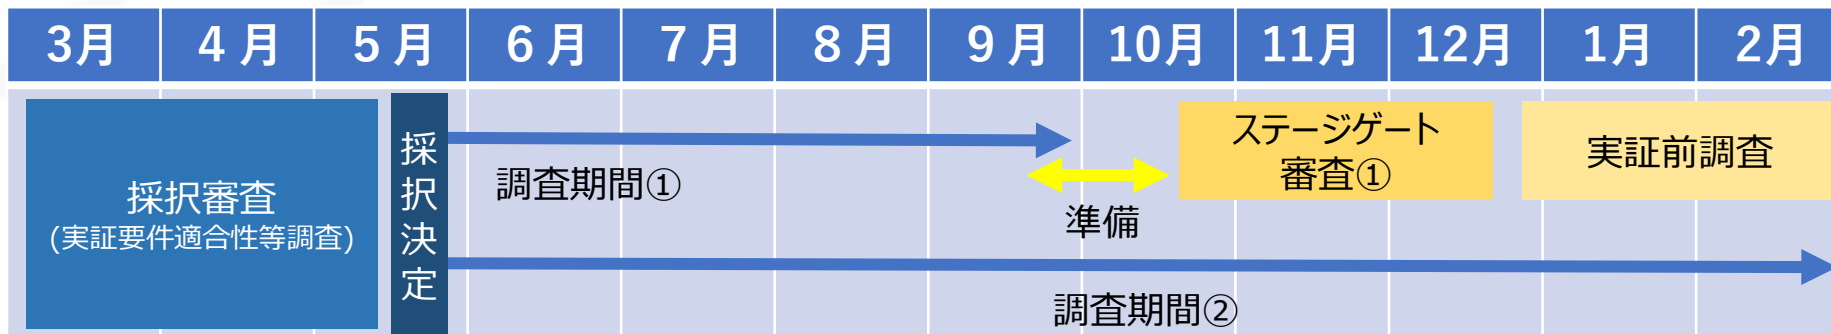 3月 4月 5月 6月 7月 8月 9月 10月 11月 12月 1月 2月
採択審査
(実証要件適合性等調査)
採択決定
調査期間①
準備
ステージゲート
審査①
実証前調査
調査期間②